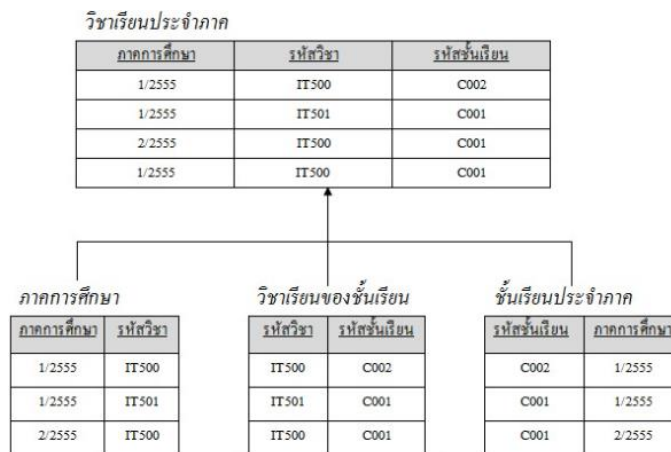 วิชาเรียนประจำภาค
ภาคการศึกษา รหัสวิชา รหัสชั้นเรียน
1/2555 IT500 C002
1/2555 IT501 C001
2/2555 IT500 C001
1/2555 IT500 C001
ภาคการศึกษา วิชาเรียนของชั้นเรียน ชั้นเรียนประจำภาค
ภาคการศึกษา รหัสวิชา รหัสวิชา รหัสชั้นเรียน รหัสชั้นเรียน ภาคการศึกษา
1/2555 IT500 IT500 C002 C002 1/2555
1/2555 IT501 IT501 C001 C001 1/2555
2/2555 IT500 IT500 C001 C001 2/2555